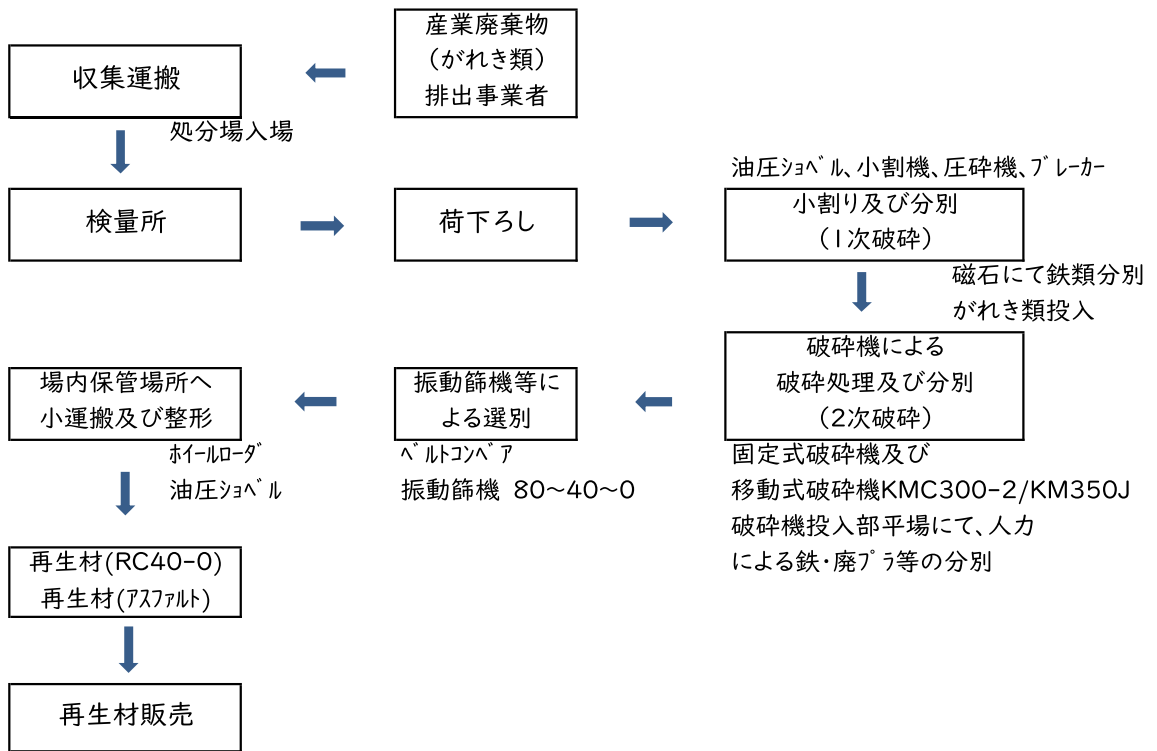 産業廃棄物
(がれき類)
排出事業者
収集運搬
処分場入場
検量所
荷下ろし
油圧ｼｮﾍﾞﾙ、小割機、圧砕機、ﾌﾞﾚｰｶｰ
小割り及び分別
(1次破砕)
磁石にて鉄類分別
がれき類投入
破砕機による
破砕処理及び分別
(2次破砕)
固定式破砕機及び
移動式破砕機KMC300-2/KM350J
破砕機投入部平場にて、人力
による鉄・廃ﾌﾟﾗ等の分別
振動篩機等に
よる選別
ﾍﾞﾙﾄｺﾝﾍﾞｱ
振動篩機 80~40~0
場内保管場所へ
小運搬及び整形
ﾎｲｰﾙﾛｰﾀﾞ
油圧ｼｮﾍﾞﾙ
再生材(RC40-0)
再生材(ｱｽﾌｧﾙﾄ)
再生材販売